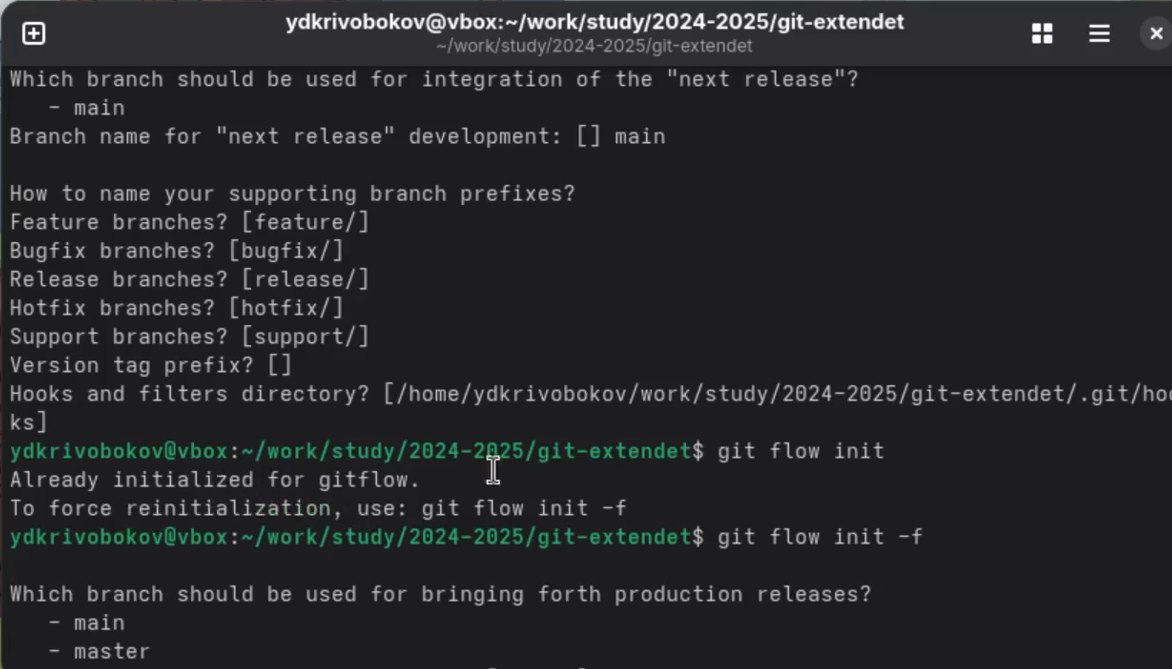 ydkrivobokov@vbox:~/work/study/2024-2025/git-extendet
~/work/study/2024-2025/git-extendet
Which branch should be used for integration of the "next release"?
   - main
Branch name for "next release" development: [] main
How to name your supporting branch prefixes?
Feature branches? [feature/]
Bugfix branches? [bugfix/]
Release branches? [release/]
Hotfix branches? [hotfix/]
Support branches? [support/]
Version tag prefix? []
Hooks and filters directory? [/home/ydkrivobokov/work/study/2024-2025/git-extendet/.git/hoo
ks]
ydkrivobokov@vbox:~/work/study/2024-2025/git-extendet$ git flow init
Already initialized for gitflow.
To force reinitialization, use: git flow init -f
ydkrivobokov@vbox:~/work/study/2024-2025/git-extendet$ git flow init -f
Which branch should be used for bringing forth production releases?
   - main
   - master